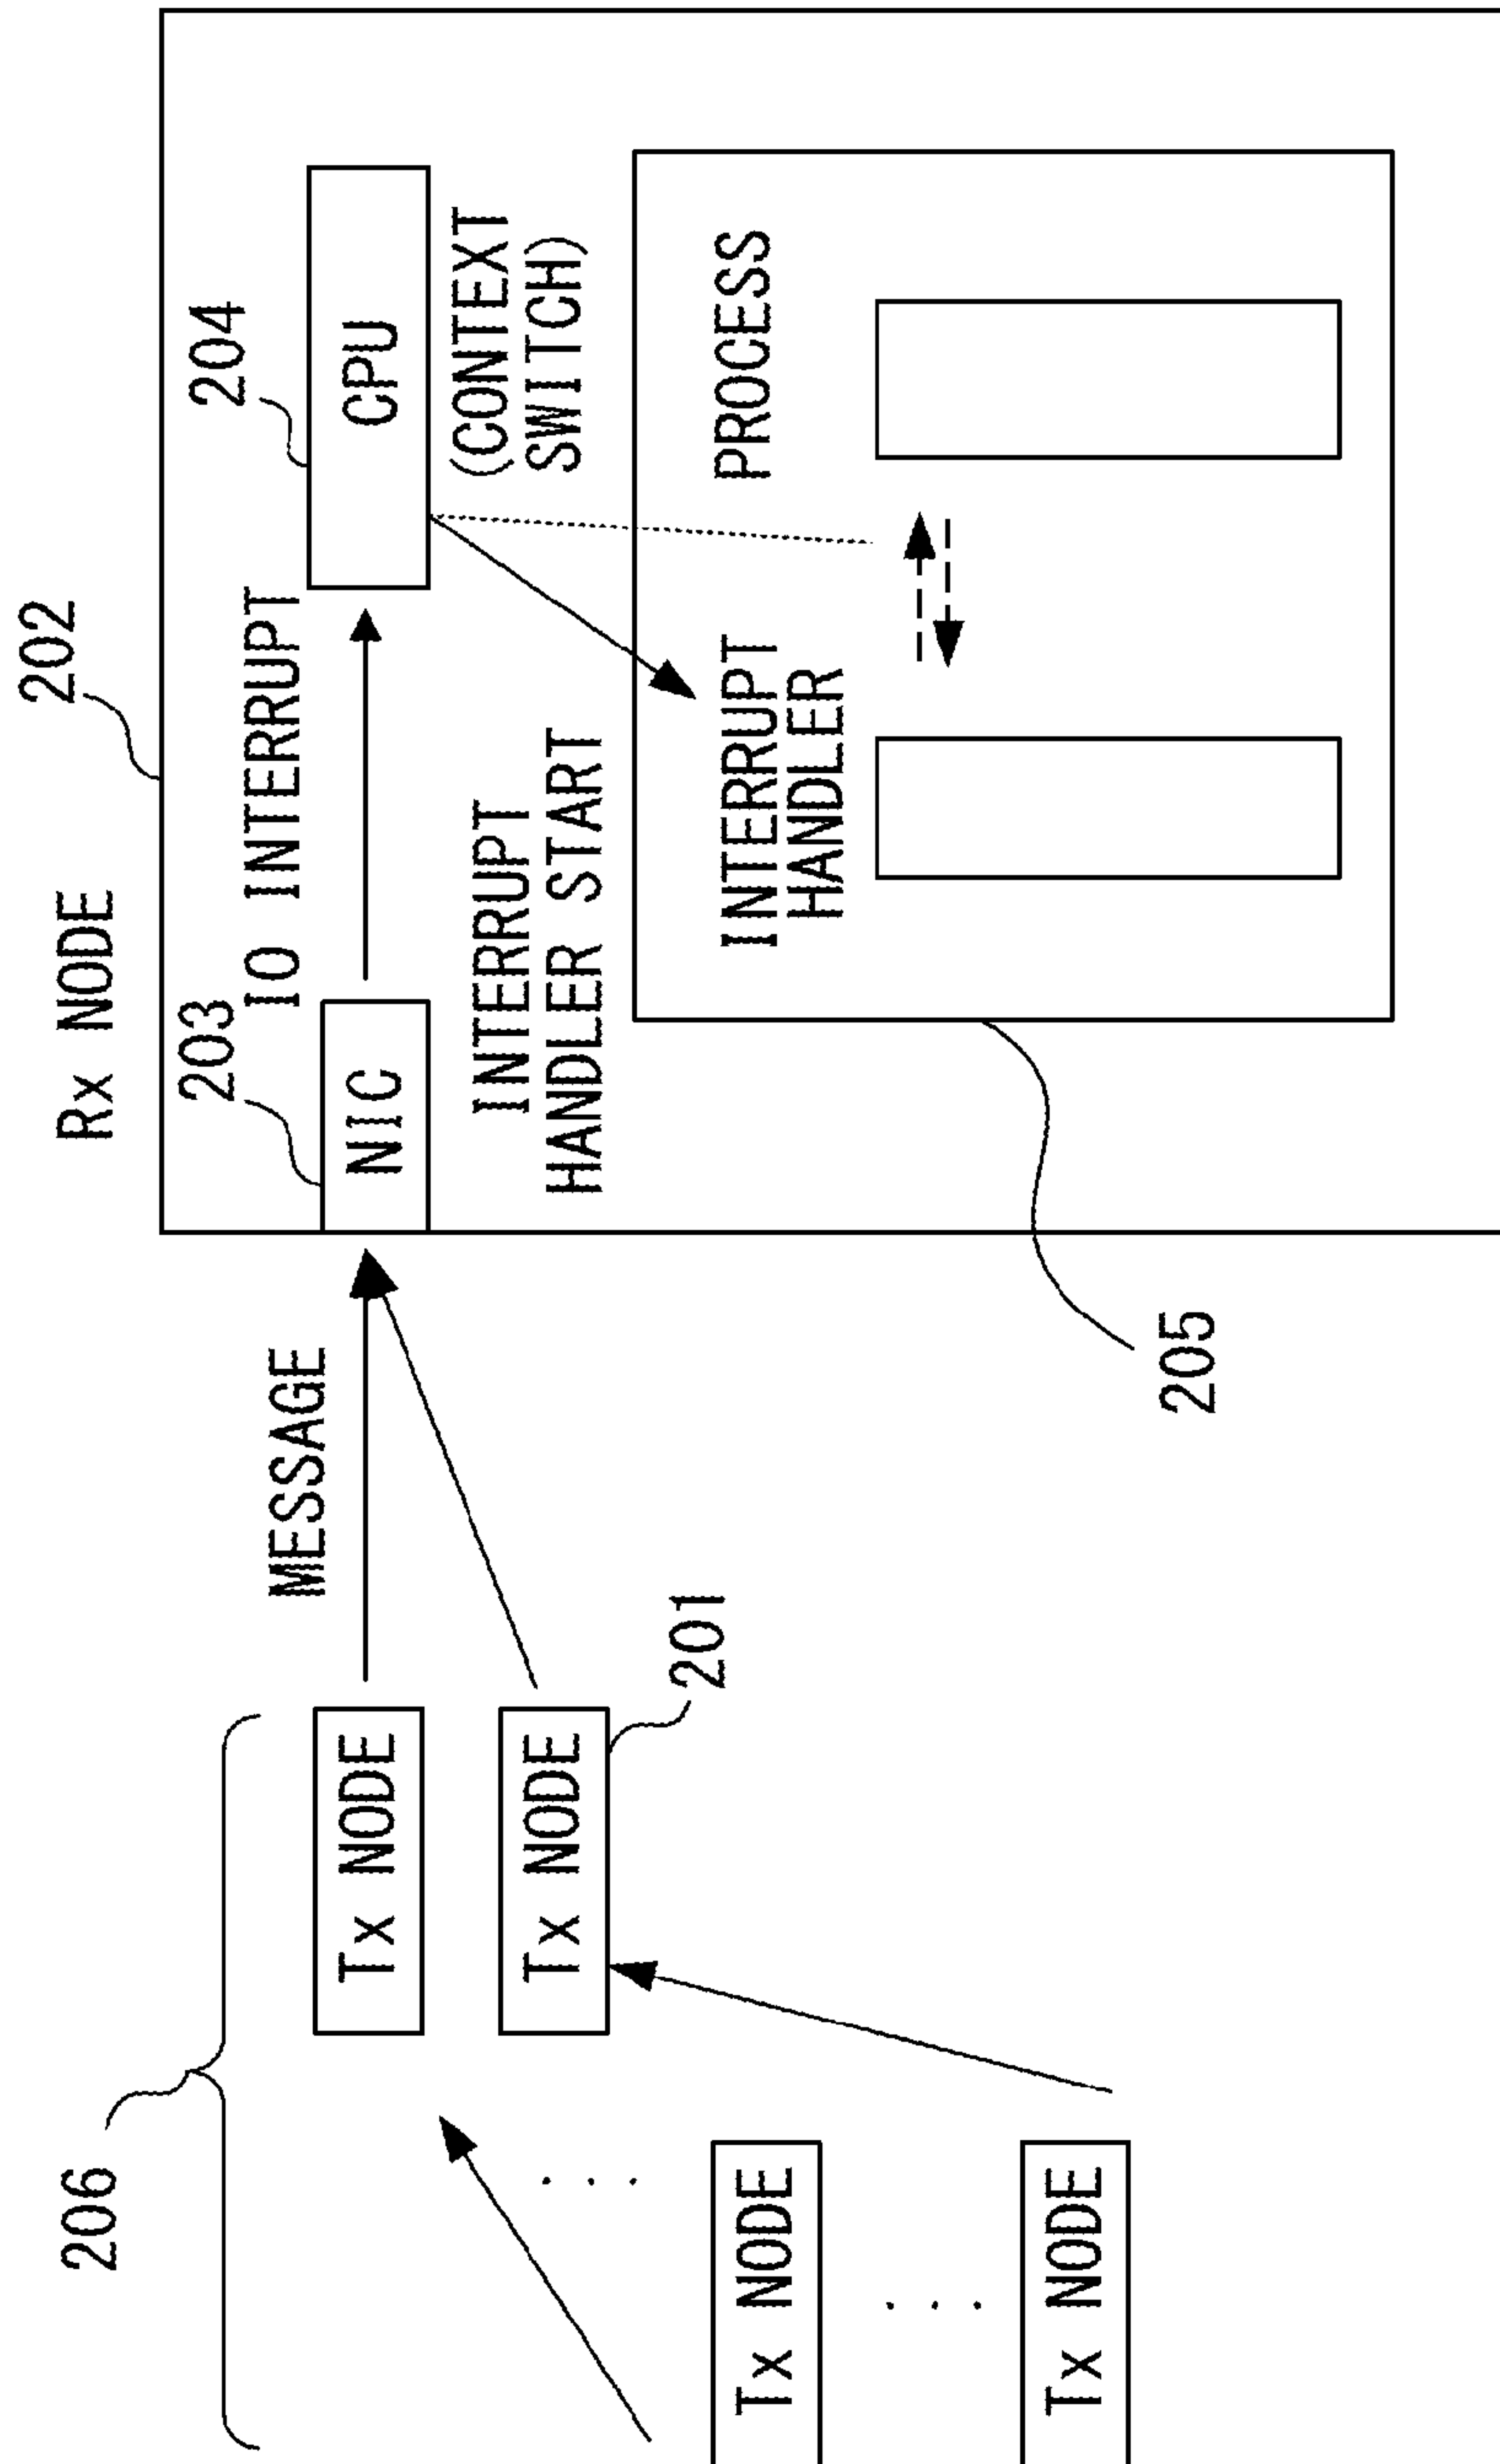 202
206
Rx NODE
203
204
IO INTERRUPT
MESSAGE
Tx NODE
NIC
CPU
INTERRUPT
HANDLER START
(CONTEXT
SWITCH)
Tx NODE
201
INTERRUPT
HANDLER
PROCESS
Tx NODE
...
...
Tx NODE
205